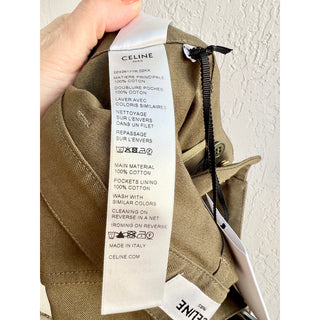 CELINE
PARIS
MATIERE PRINCIPALE
100% COTON
DOUBLURE POCHES
100% COTON
LAVER AVEC
COLORIS SIMILAIRES
NETTOYAGE
SUR L'ENVERS
DANS UN FILET
REPASSAGE
SUR L'ENVERS
MAIN MATERIAL
100% COTTON
POCKETS LINING
100% COTTON
WASH WITH
SIMILAR COLORS
CLEANING ON
REVERSE IN A NET
IRONING ON REVERSE
MADE IN ITALY
CELINE.COM
CELINE